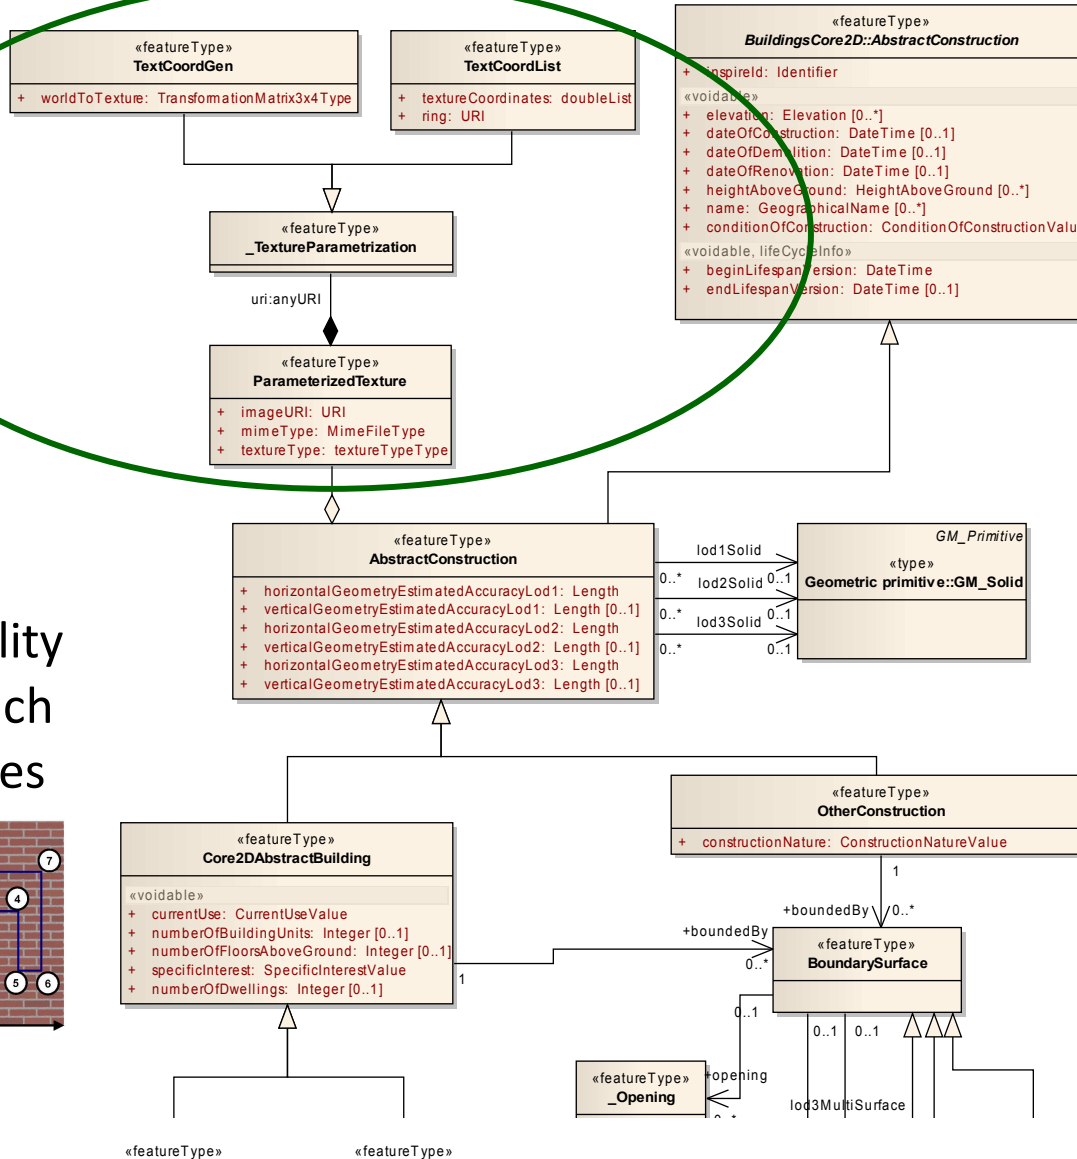 «featureType»
TextCoordGen
+ worldToTexture: TransformationMatrix3x4Type
«featureType»
TextCoordList
+ textureCoordinates: doubleList
+ ring: URI
«featureType»
BuildingsCore2D::AbstractConstruction
+ inspireId: Identifier
«voidable»
+ elevation: Elevation [0..*]
+ dateOfConstruction: DateTime [0..1]
+ dateOfDemolition: DateTime [0..1]
+ dateOfRenovation: DateTime [0..1]
+ heightAboveGround: HeightAboveGround [0..*]
+ name: GeographicalName [0..*]
+ conditionOfConstruction: ConditionOfConstructionValu
«voidable, lifeCycleInfo»
+ beginLifespanVersion: DateTime
+ endLifespanVersion: DateTime [0..1]
«featureType»
_TextureParametrization
uri:anyURI
«featureType»
ParameterizedTexture
+ imageURI: URI
+ mimeType: MimeFileType
+ textureType: textureTypeType
«featureType»
AbstractConstruction
+ horizontalGeometryEstimatedAccuracyLod1: Length
+ verticalGeometryEstimatedAccuracyLod1: Length [0..1]
+ horizontalGeometryEstimatedAccuracyLod2: Length
+ verticalGeometryEstimatedAccuracyLod2: Length [0..1]
+ horizontalGeometryEstimatedAccuracyLod3: Length
+ verticalGeometryEstimatedAccuracyLod3: Length [0..1]
lod1Solid
0..*
0..1
lod2Solid
0..*
0..1
lod3Solid
0..*
0..1
GM_Primitive
«type»
Geometric primitive::GM_Solid
lity
ch
es
7
4
5
6
«featureType»
Core2DAbstractBuilding
«voidable»
+ currentUse: CurrentUseValue
+ numberOfBuildingUnits: Integer [0..1]
+ numberOfFloorsAboveGround: Integer [0..1]
+ specificInterest: SpecificInterestValue
+ numberOfDwellings: Integer [0..1]
«featureType»
OtherConstruction
+ constructionNature: ConstructionNatureValue
1
+boundedBy
0..*
+boundedBy
0..*
1
«featureType»
BoundarySurface
0..1
0..1
0..1
+opening
«featureType»
_Opening
0..*
lod3MultiSurface
«featureType»
«featureType»